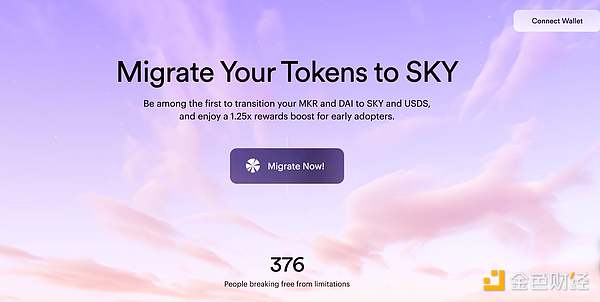 Connect Wallet
Migrate Your Tokens to SKY
Be among the first to transition your MKR and DAI to SKY and USDS,
and enjoy a 1.25x rewards boost for early adopters.
Migrate Now!
376
People breaking free from limitations
金色财经